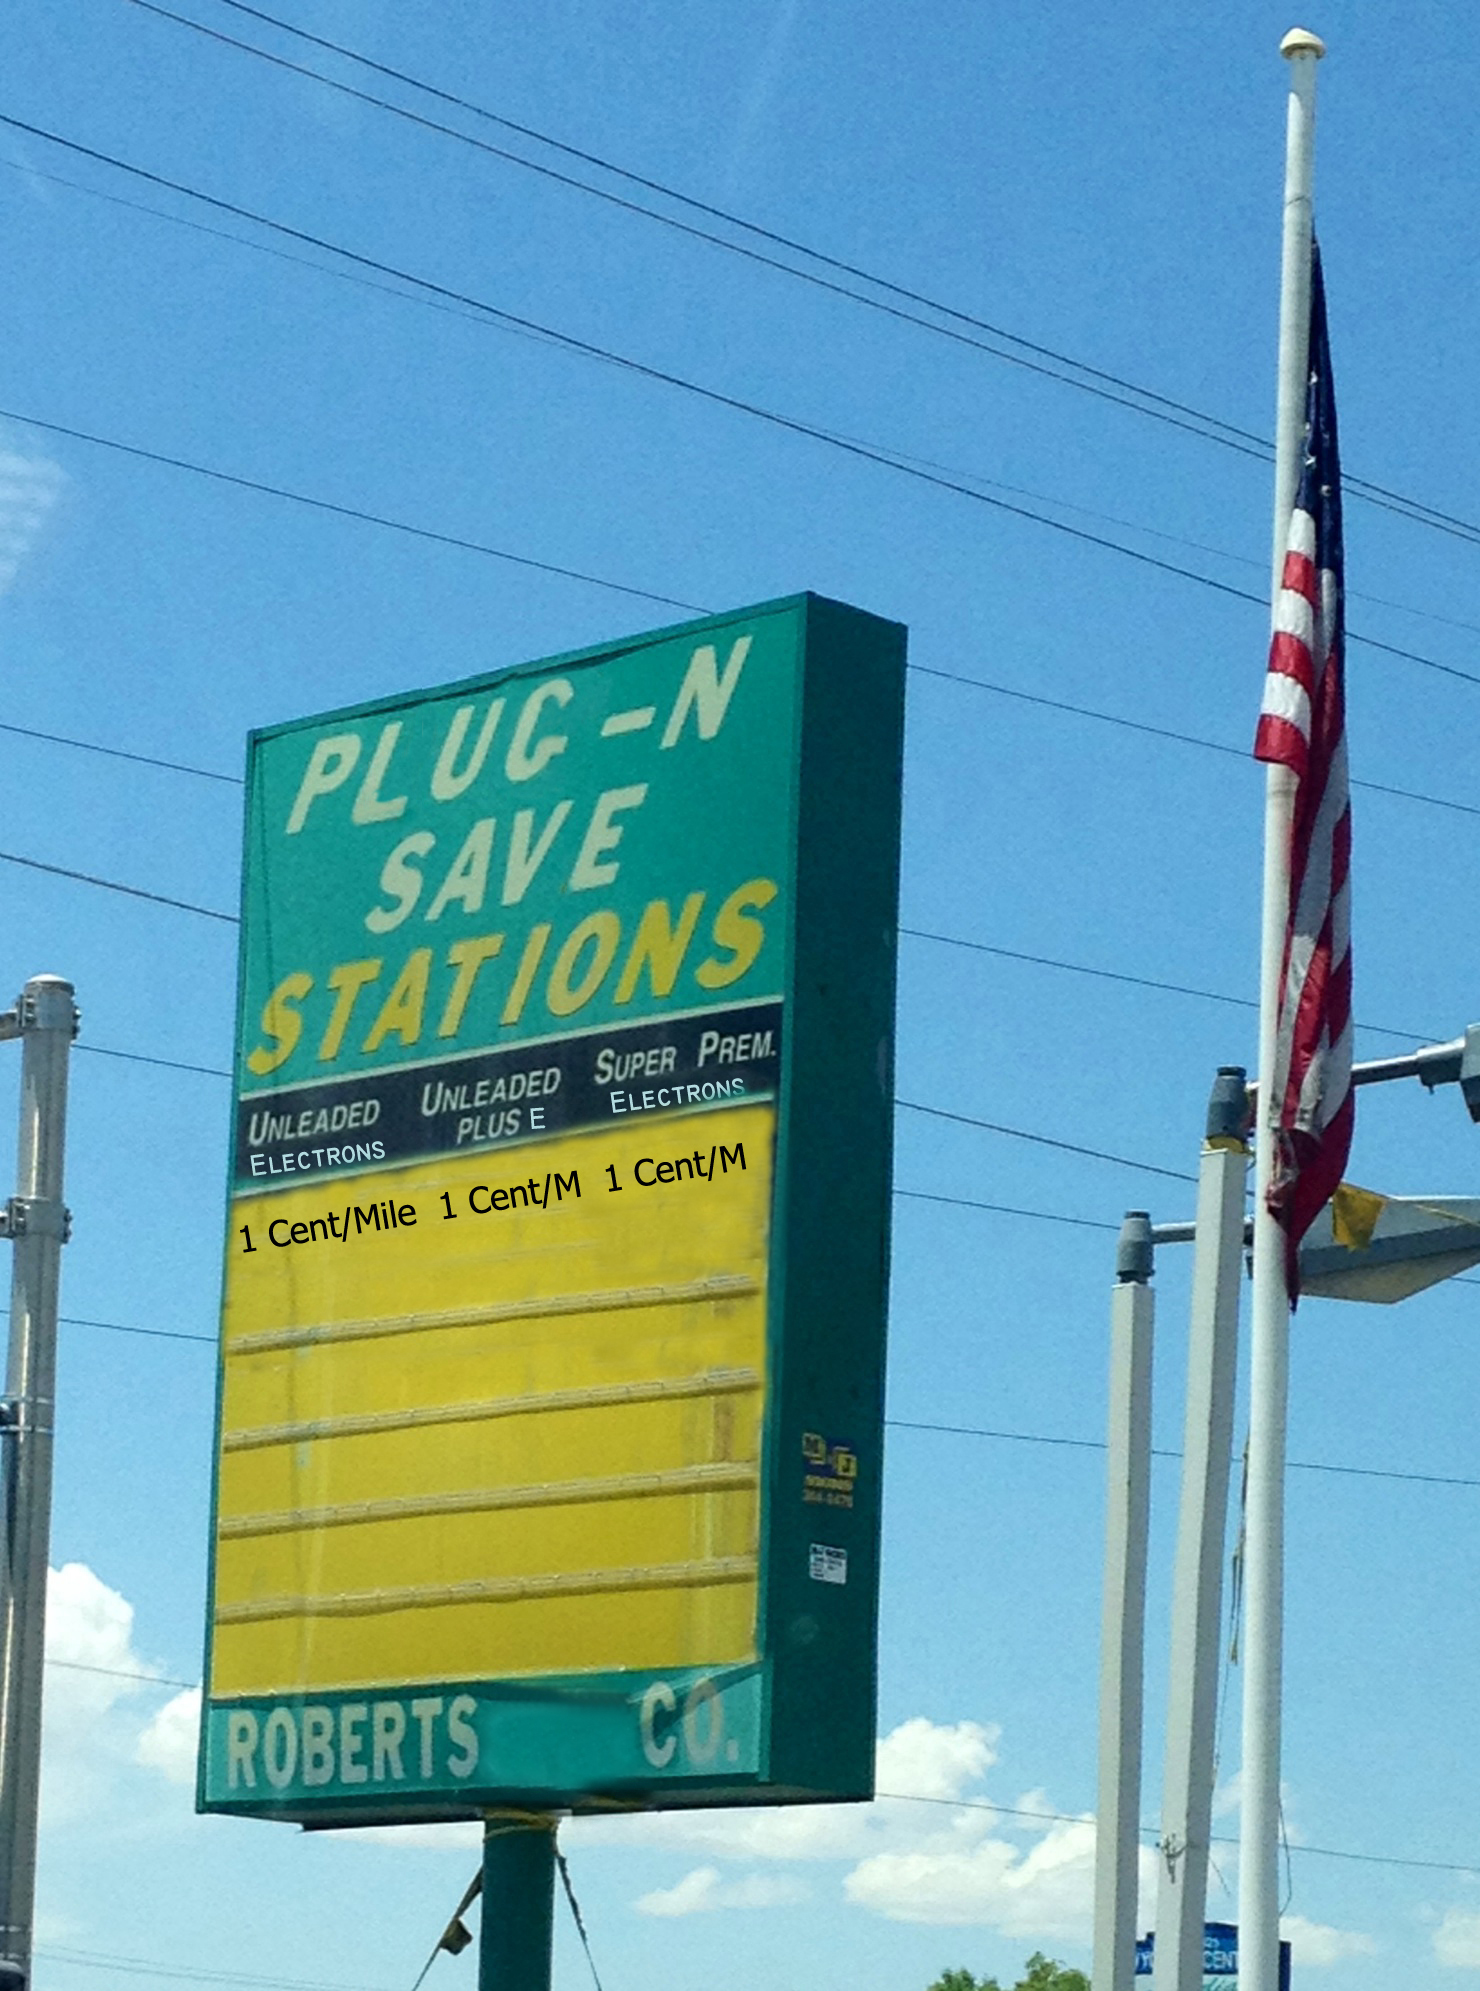 PLUG-N
SAVE
STATIONS
UNLEADED ELECTRONS
UNLEADED PLUS E
SUPER PREM. ELECTRONS
1 Cent/Mile 1 Cent/M 1 Cent/M
ROBERTS CO.
CENT